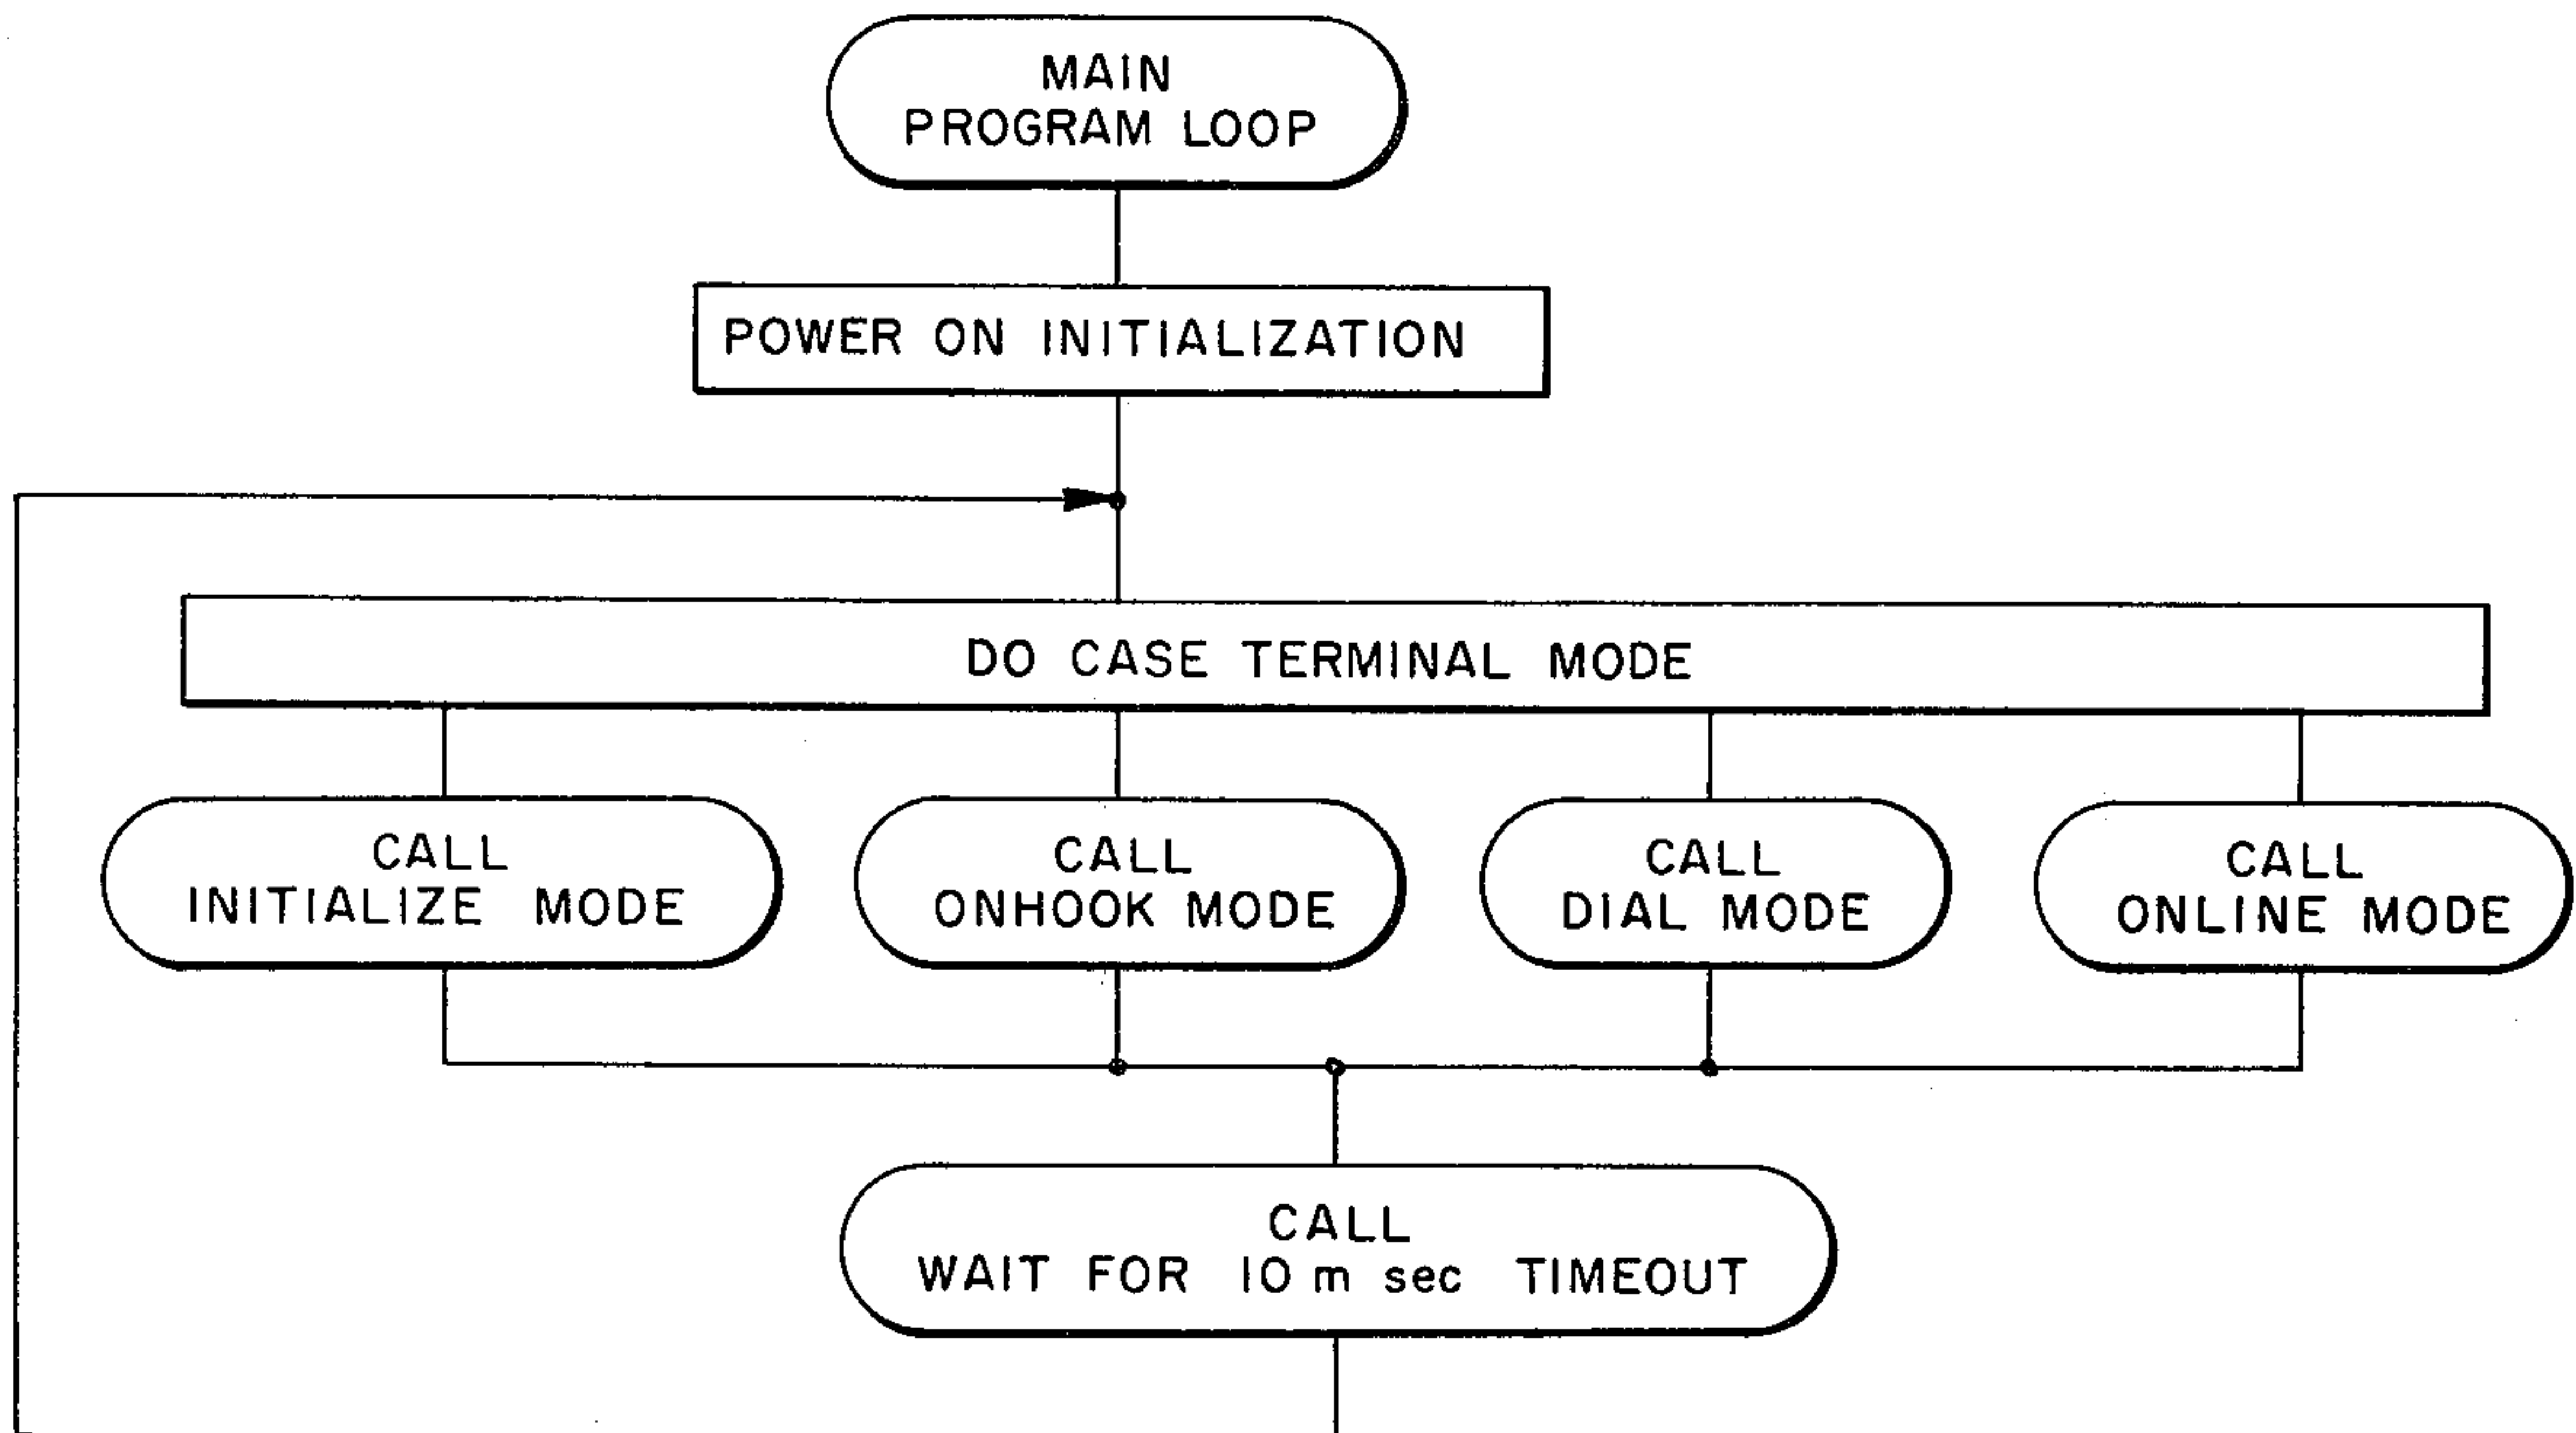 MAIN
PROGRAM LOOP
POWER ON INITIALIZATION
DO CASE TERMINAL MODE
CALL
INITIALIZE MODE
CALL
ONHOOK MODE
CALL
DIAL MODE
CALL
ONLINE MODE
CALL
WAIT FOR 10 m sec TIMEOUT